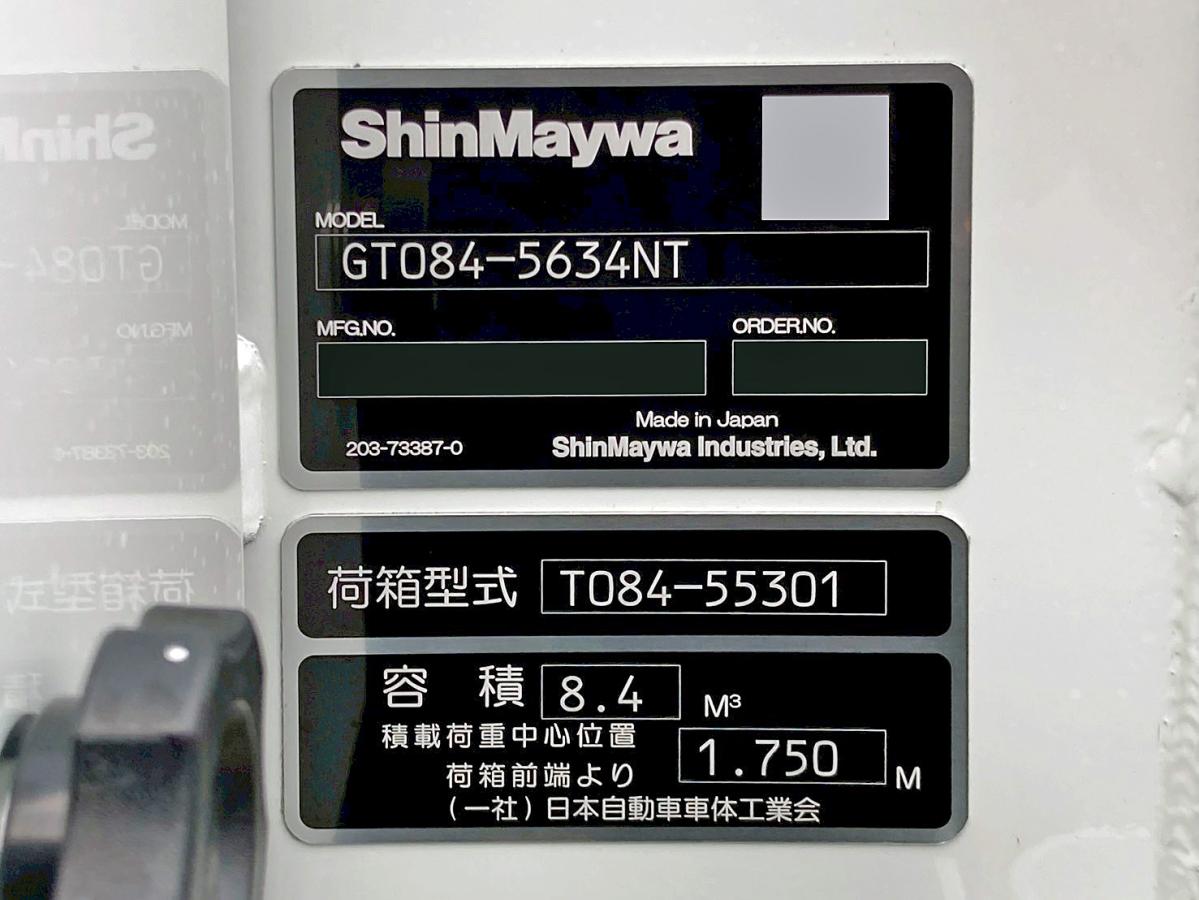 ShinMaywa
MODEL
GT084-5634NT
MFG.NO. ORDER.NO.
Made in Japan
203-73387-0 ShinMaywa Industries, Ltd.
荷箱型式 T084-55301
容 積 8.4 M³
積載荷重中心位置
荷箱前端より 1.750 M
(一社)日本自動車車体工業会